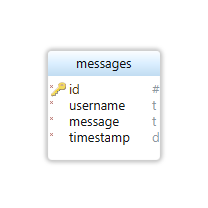 messages
id #
username t
message t
timestamp d